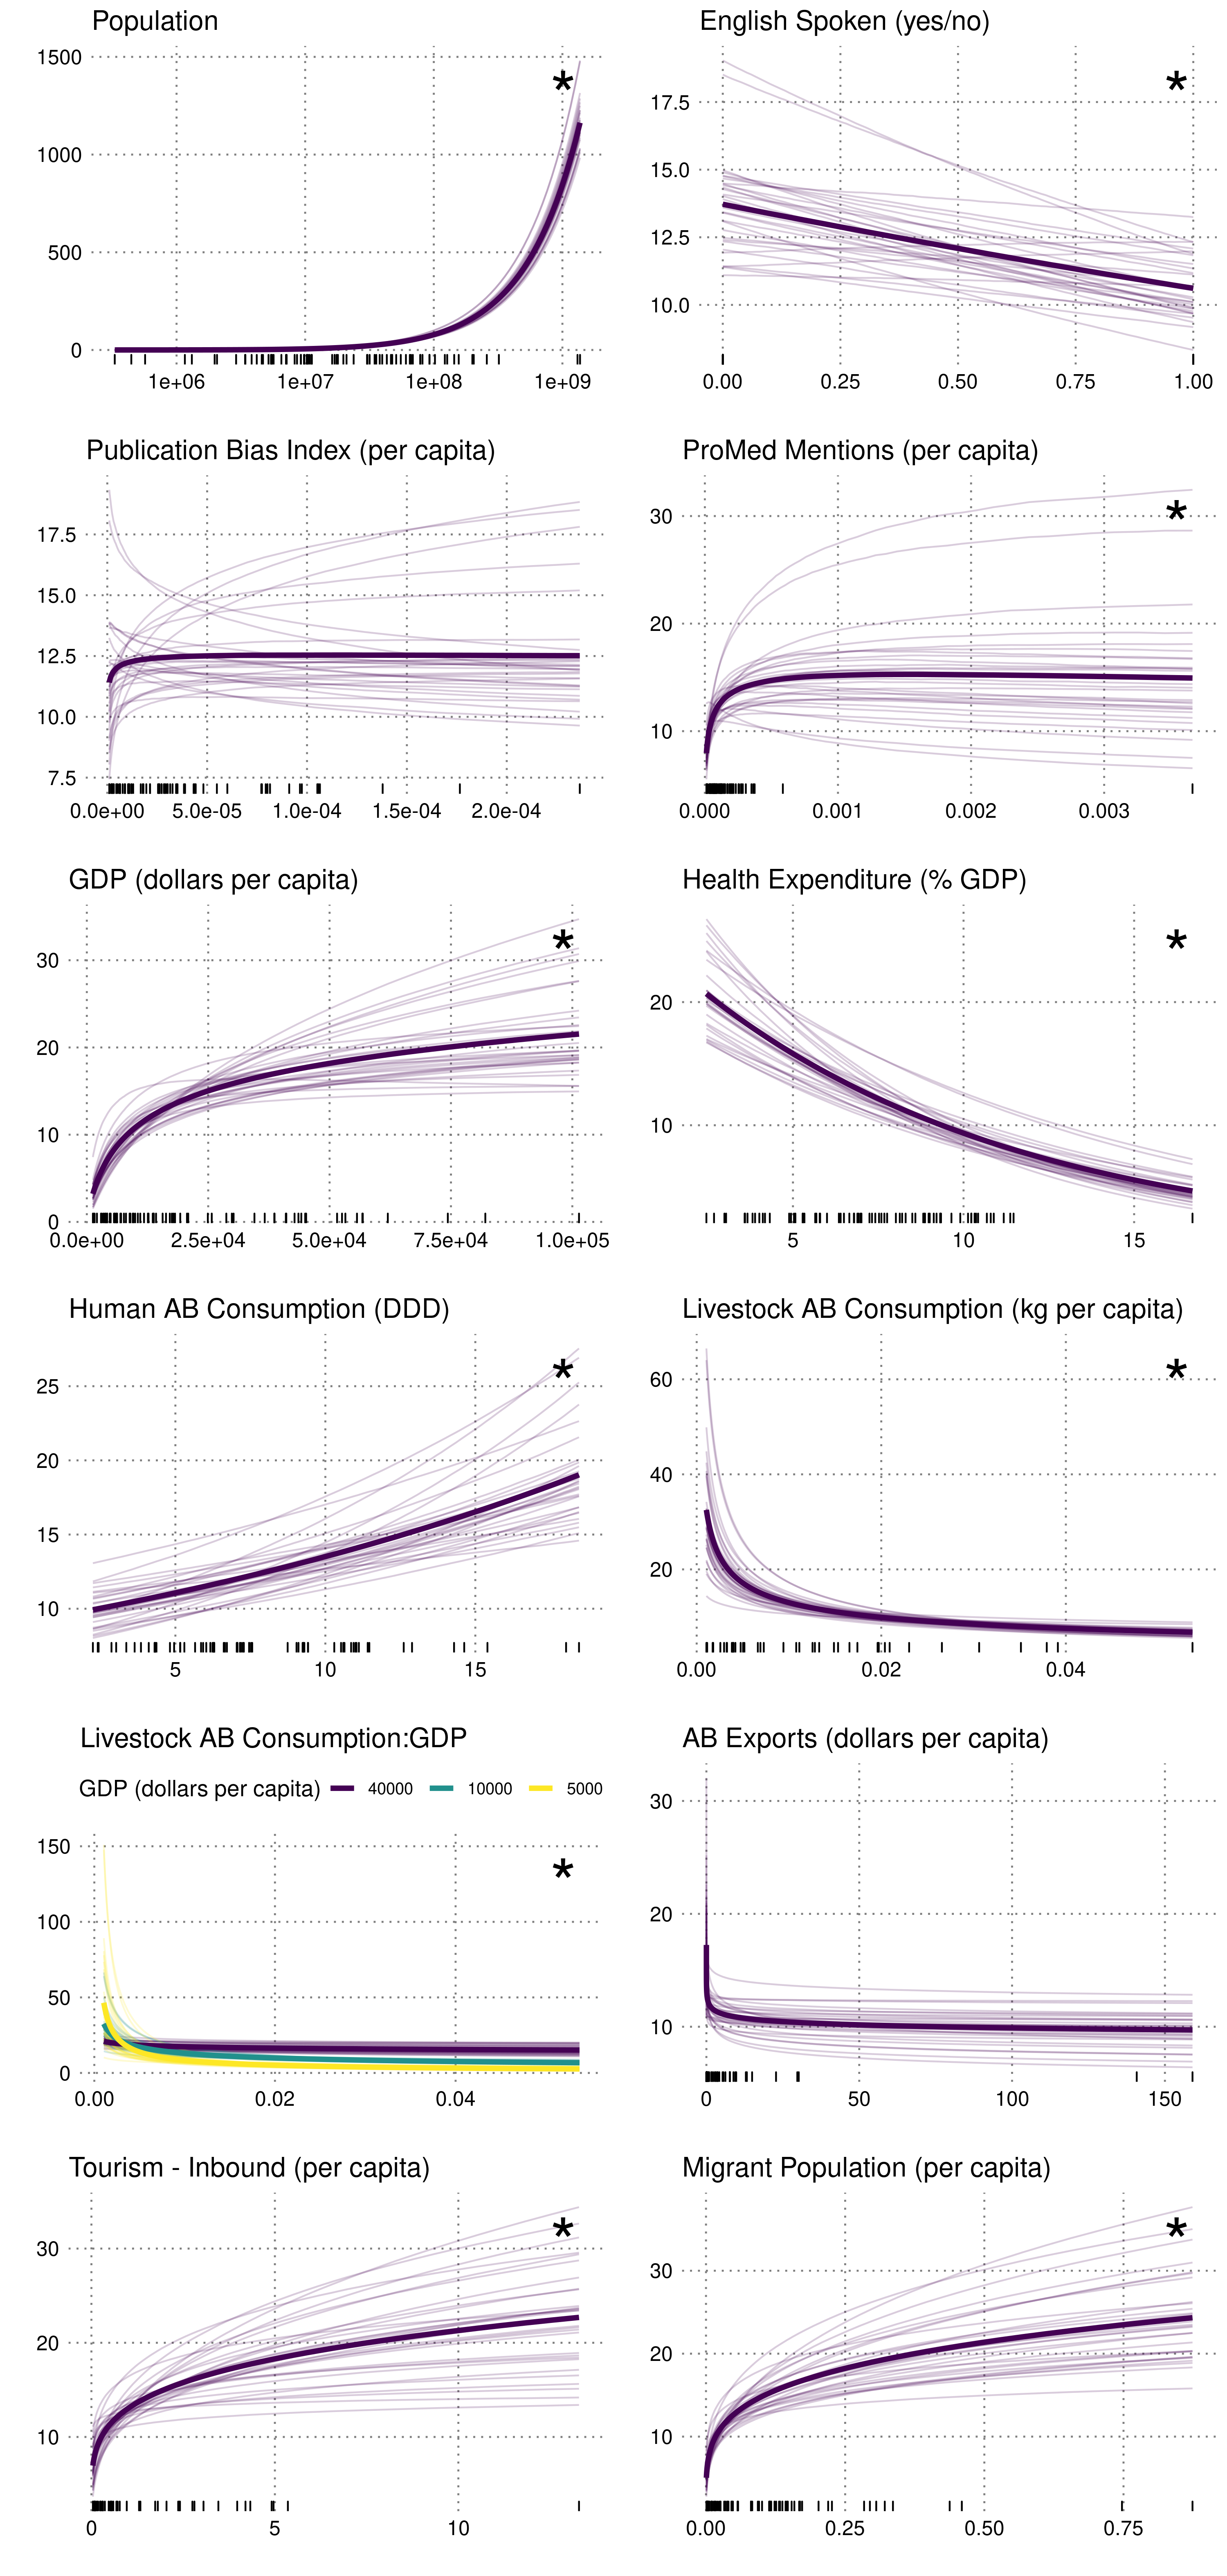 Population
1500
1000
500
0
1e+06 1e+07 1e+08 1e+09
*
English Spoken (yes/no)
17.5
15.0
12.5
10.0
0.00 0.25 0.50 0.75 1.00
*
Publication Bias Index (per capita)
17.5
15.0
12.5
10.0
7.5
0.0e+00 5.0e-05 1.0e-04 1.5e-04 2.0e-04
ProMed Mentions (per capita)
30
20
10
0.000 0.001 0.002 0.003
*
GDP (dollars per capita)
30
20
10
0
0.0e+00 2.5e+04 5.0e+04 7.5e+04 1.0e+05
*
Health Expenditure (% GDP)
20
10
5 10 15
*
Human AB Consumption (DDD)
25
20
15
10
5 10 15
*
Livestock AB Consumption (kg per capita)
60
40
20
0.00 0.02 0.04
*
Livestock AB Consumption:GDP
GDP (dollars per capita) 40000 10000 5000
150
100
50
0
0.00 0.02 0.04
*
AB Exports (dollars per capita)
30
20
10
0 50 100 150
Tourism - Inbound (per capita)
30
20
10
0 5 10
*
Migrant Population (per capita)
30
20
10
0.00 0.25 0.50 0.75
*